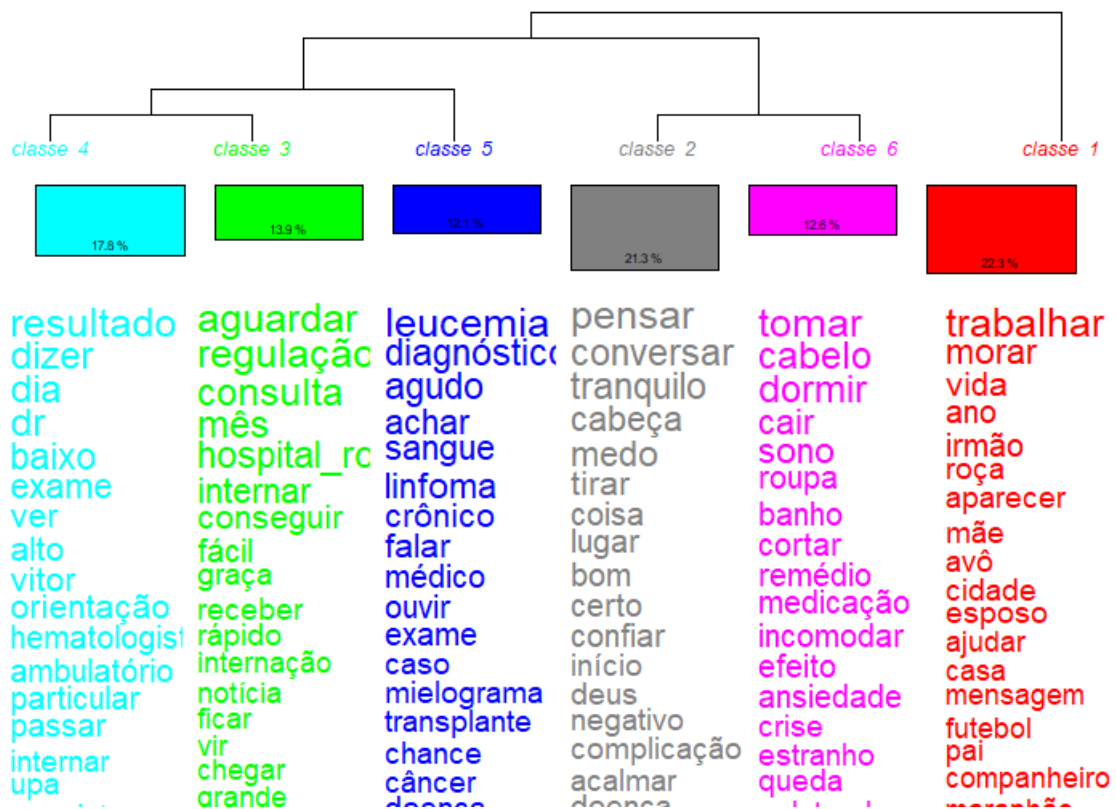 classe 4
classe 3
classe 5
classe 2
classe 6
classe 1
17.8 %
13.9 %
12.1 %
21.3 %
12.6 %
22.3 %
resultado
dizer
dia
dr
baixo
exame
ver
alto
vitor
orientação
hematologist
ambulatório
particular
passar
internar
upa
aguardar
regulação
consulta
mês
hospital_ro
internar
conseguir
fácil
graça
receber
rápido
internação
notícia
ficar
vir
chegar
grande
leucemia
diagnóstico
agudo
achar
sangue
linfoma
crônico
falar
médico
ouvir
exame
caso
mielograma
transplante
chance
câncer
doença
pensar
conversar
tranquilo
cabeça
medo
tirar
coisa
lugar
bom
certo
confiar
início
deus
negativo
complicação
acalmar
doença
tomar
cabelo
dormir
cair
sono
roupa
banho
cortar
remédio
medicação
incomodar
efeito
ansiedade
crise
estranho
queda
trabalhar
morar
vida
ano
irmão
roça
aparecer
mãe
avô
cidade
esposo
ajudar
casa
mensagem
futebol
pai
companheiro
maranhão